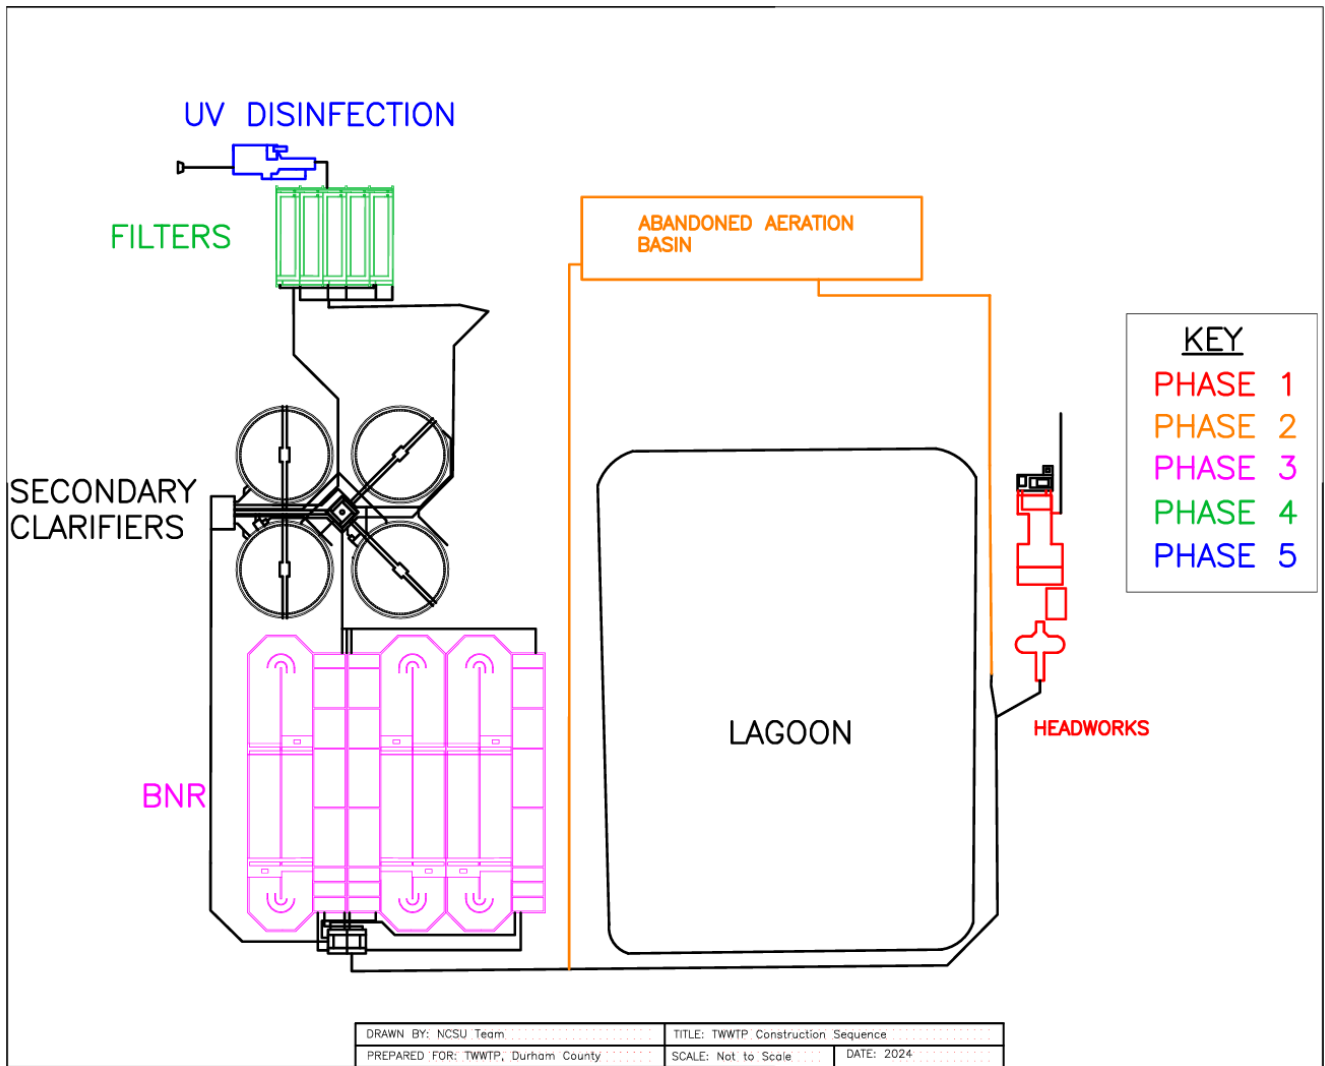 UV DISINFECTION
FILTERS
ABANDONED AERATION
BASIN
KEY
PHASE 1
PHASE 2
PHASE 3
PHASE 4
PHASE 5
SECONDARY
CLARIFIERS
LAGOON
HEADWORKS
BNR
DRAWN BY: NCSU Team
TITLE: TWWTP Construction Sequence
PREPARED FOR: TWWTP, Durham County
SCALE: Not to Scale
DATE: 2024